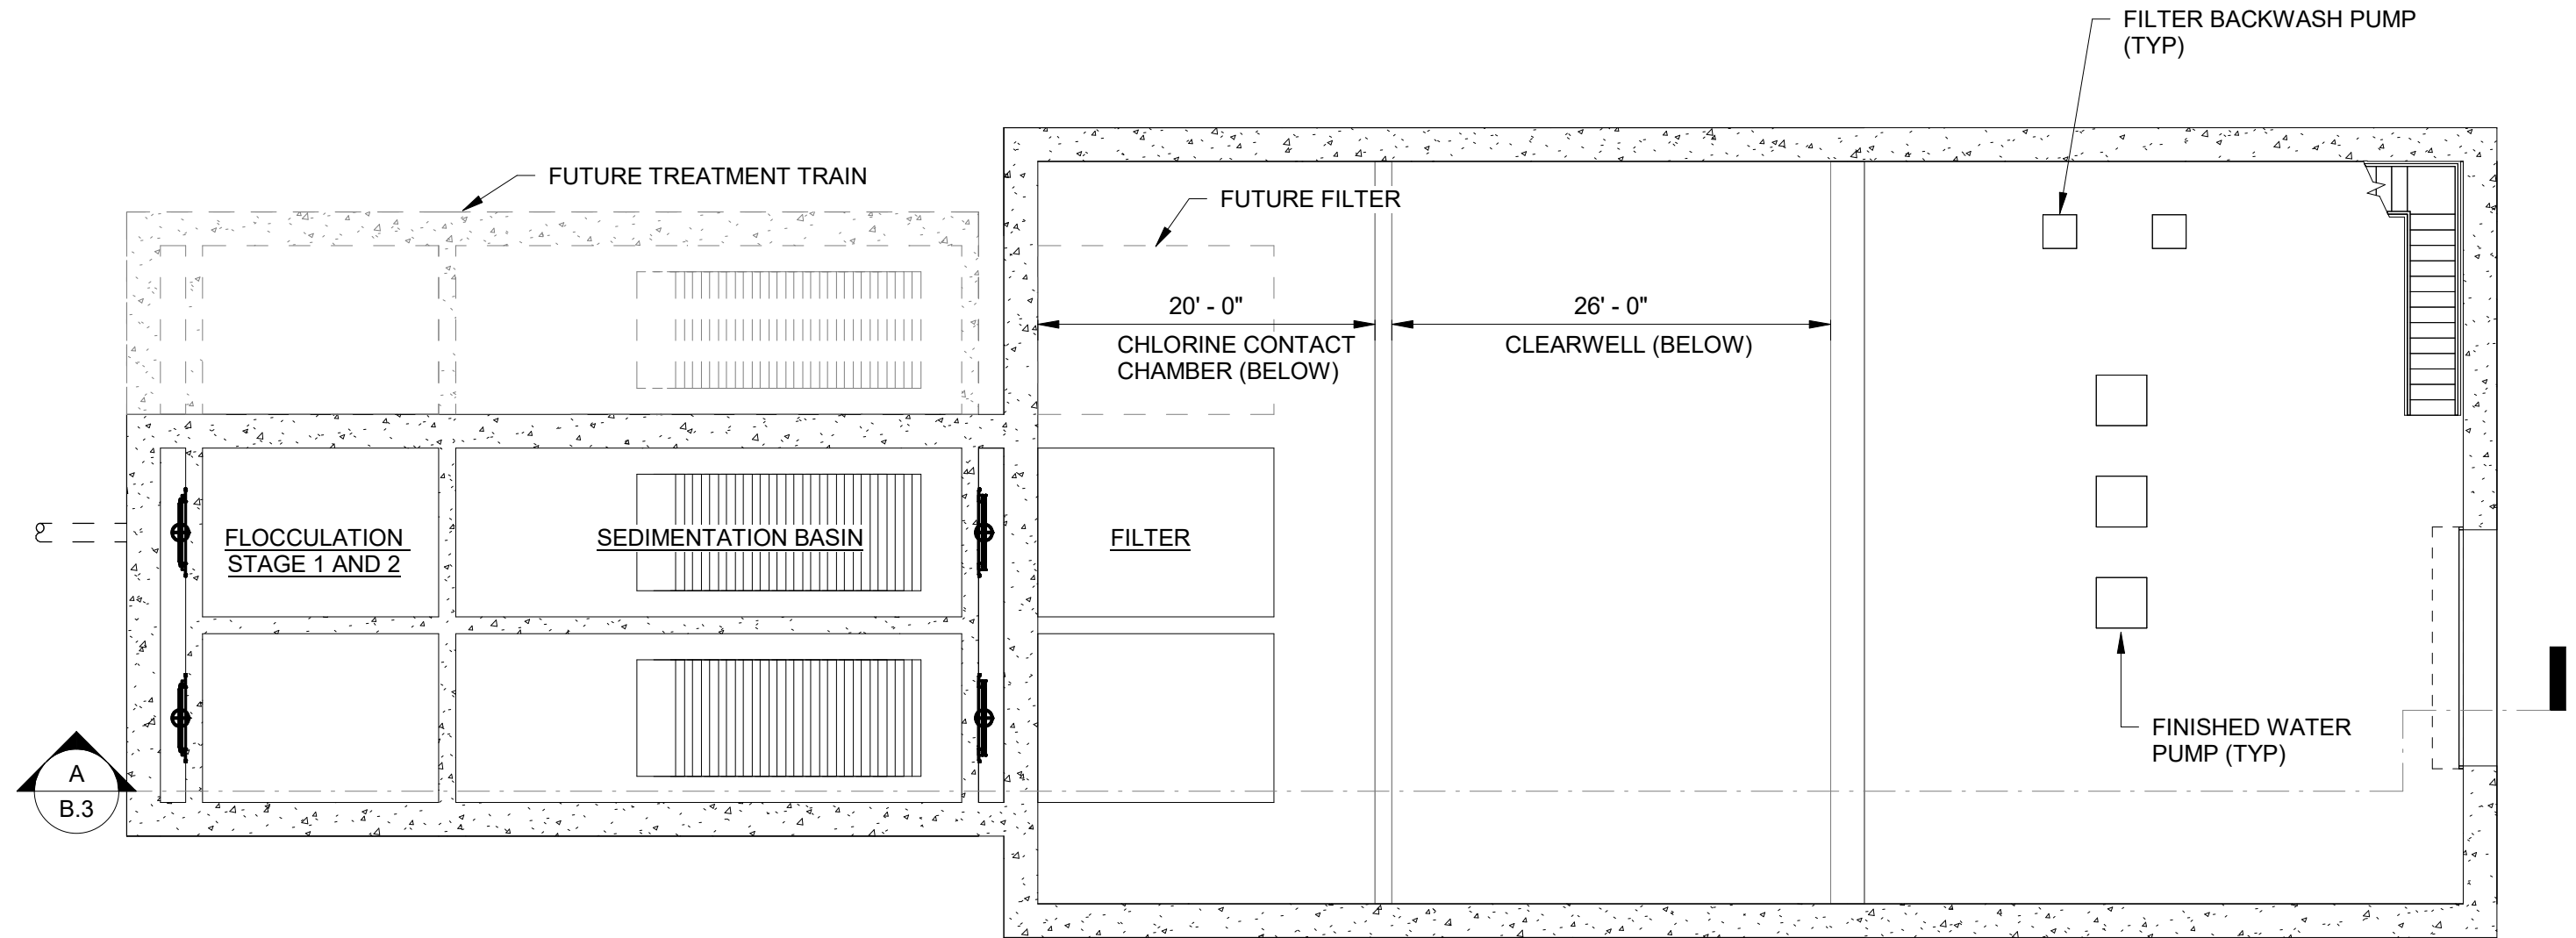 FILTER BACKWASH PUMP
(TYP)
FUTURE TREATMENT TRAIN
FUTURE FILTER
20' - 0"
26' - 0"
CHLORINE CONTACT
CHAMBER (BELOW)
CLEARWELL (BELOW)
FLOCCULATION
STAGE 1 AND 2
SEDIMENTATION BASIN
FILTER
FINISHED WATER
PUMP (TYP)
A
B.3